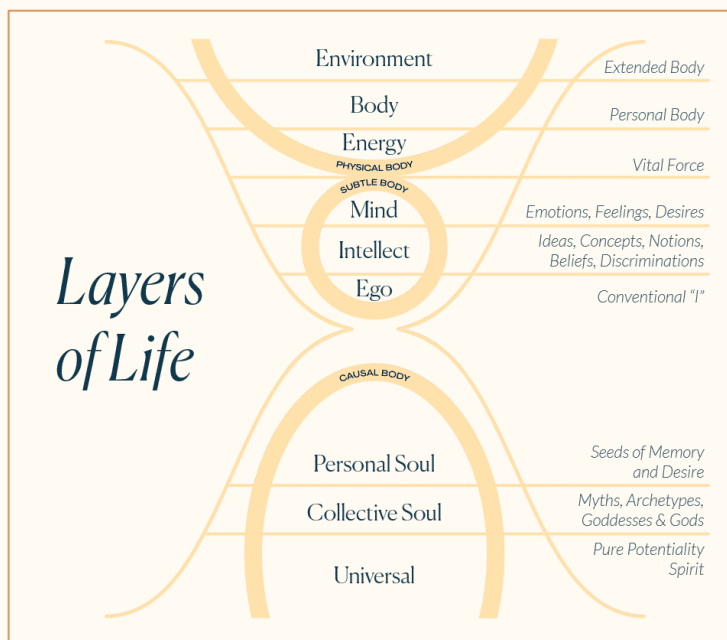 Environment
Extended Body
Body
Personal Body
Energy
PHYSICAL BODY
Vital Force
SUBTLE BODY
Mind
Emotions, Feelings, Desires
Intellect
Ideas, Concepts, Notions,
Beliefs, Discriminations
Ego
Conventional “I”
Layers
of Life
CAUSAL BODY
Personal Soul
Seeds of Memory
and Desire
Collective Soul
Myths, Archetypes,
Goddesses & Gods
Universal
Pure Potentiality
Spirit